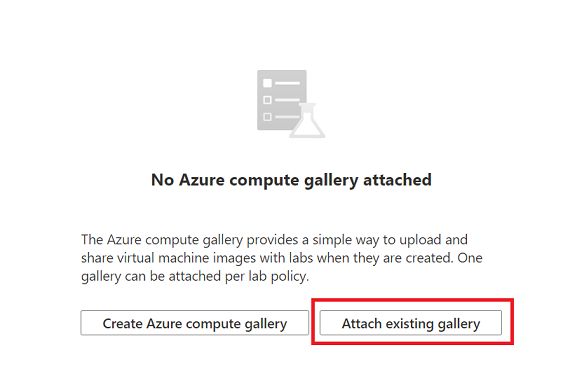 No Azure compute gallery attached
The Azure compute gallery provides a simple way to upload and
share virtual machine images with labs when they are created. One
gallery can be attached per lab policy.
Create Azure compute gallery
Attach existing gallery